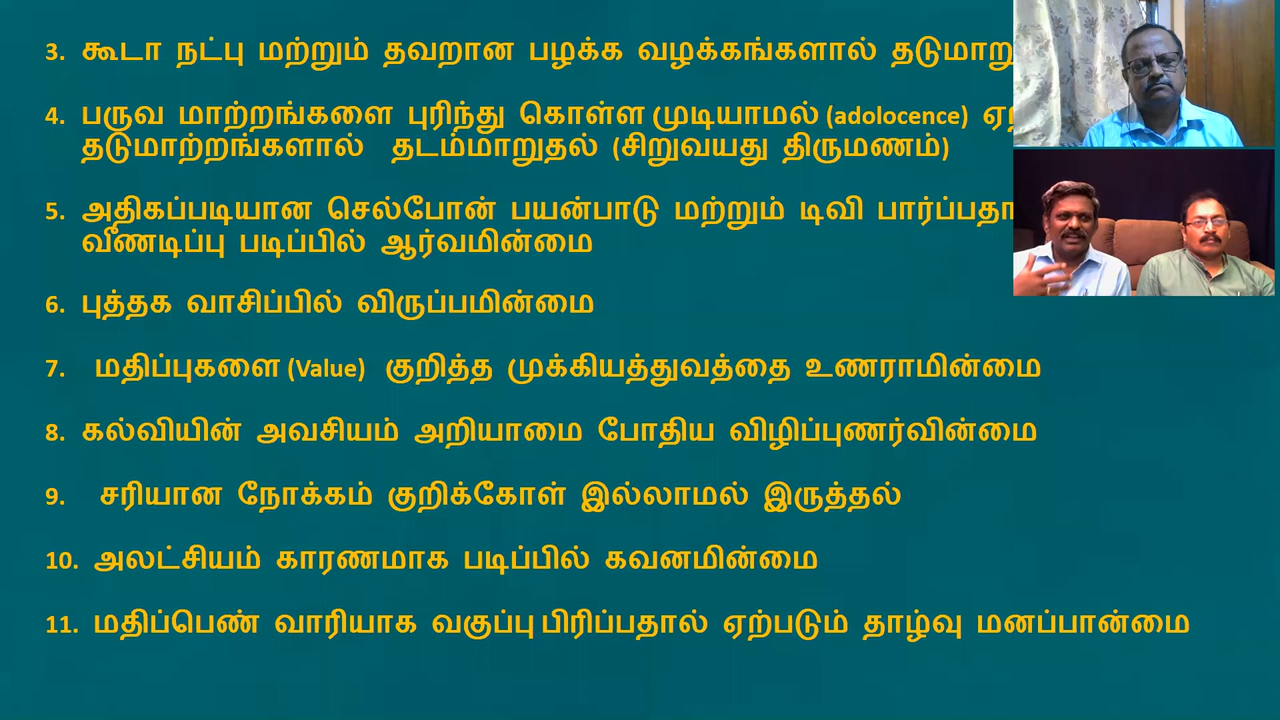 3. கூடா நட்பு மற்றும் தவறான பழக்க வழக்கங்களால்
4. பருவ மாற்றங்களை புரிந்து கொள்ள முடியாமல் (adolocence)
தடுமாற்றங்களால் தடம்மாறுதல் (சிறுவயது திருமணம்)
5. அதிகப்படியான செல்போன் பயன்பாடு மற்றும் டிவி
வீணடிப்பு படிப்பில் ஆர்வமின்மை
6. புத்தக வாசிப்பில் விருப்பமின்மை
7. மதிப்புகளை (Value) குறித்த முக்கியத்துவத்தை உணராமின்மை
8. கல்வியின் அவசியம் அறியாமை போதிய விழிப்புணர்வின்மை
9. சரியான நோக்கம் குறிக்கோள் இல்லாமல் இருத்தல்
10. அலட்சியம் காரணமாக படிப்பில் கவனமின்மை
11. மதிப்பெண் வாரியாக வகுப்பு பிரிப்பதால் ஏற்படும் தாழ்வு மனப்பான்மை